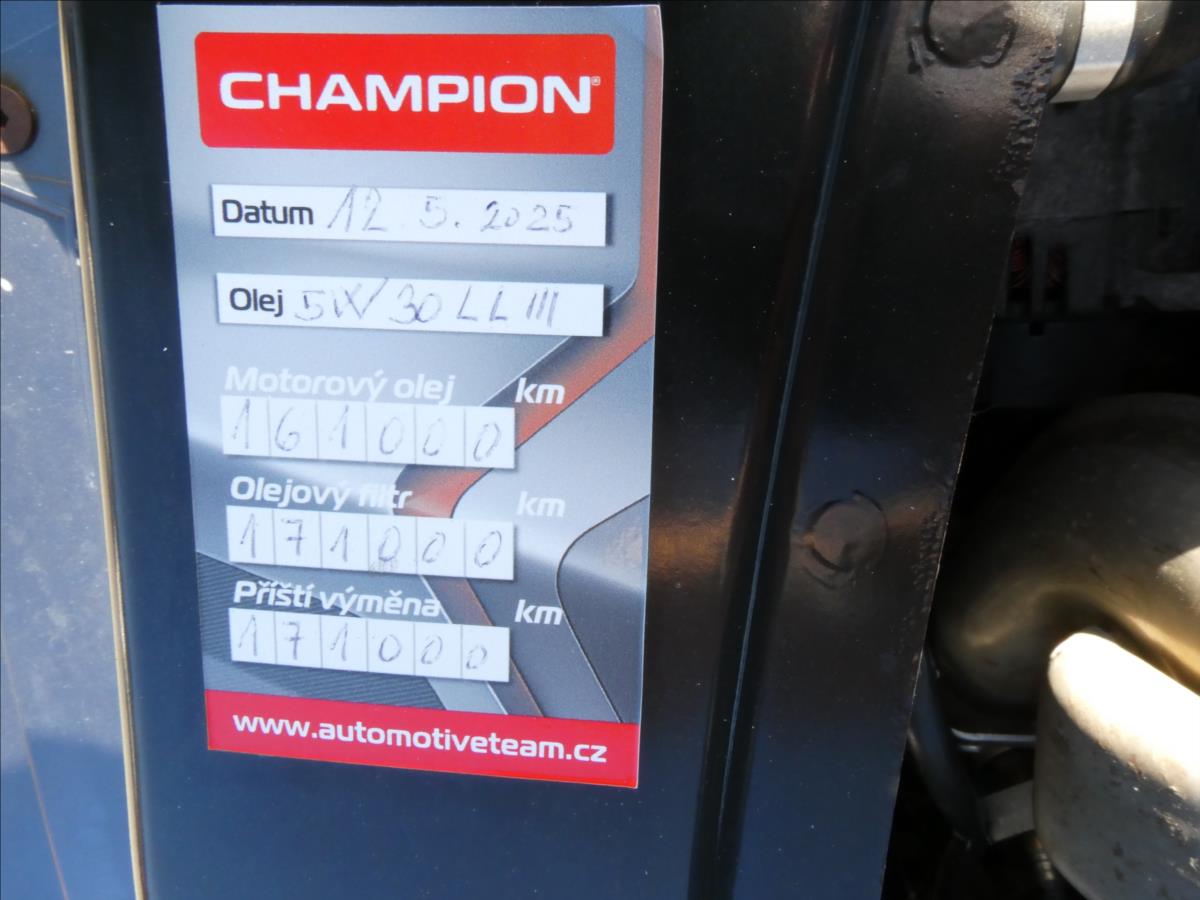 CHAMPION®
Datum 12. 5. 2025
Olej 5W/30 LL III
Motorový olej km
161000
Olejový filtr km
171000
Příští výměna km
171000
www.automotiveteam.cz